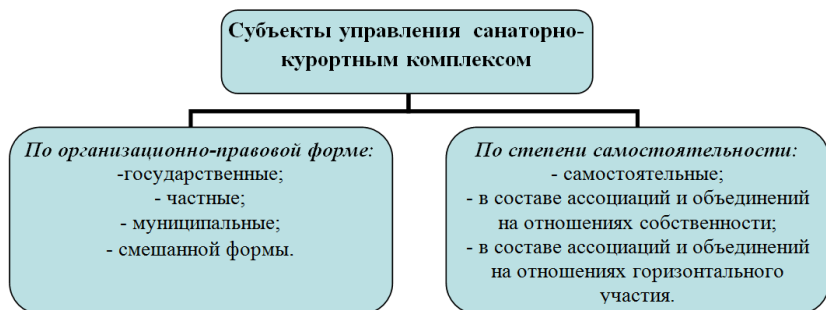 Субъекты управления санаторно-
курортным комплексом
По организационно-правовой форме:
-государственные;
- частные;
- муниципальные;
- смешанной формы.
По степени самостоятельности:
- самостоятельные;
- в составе ассоциаций и объединений
на отношениях собственности;
- в составе ассоциаций и объединений
на отношениях горизонтального
участия.